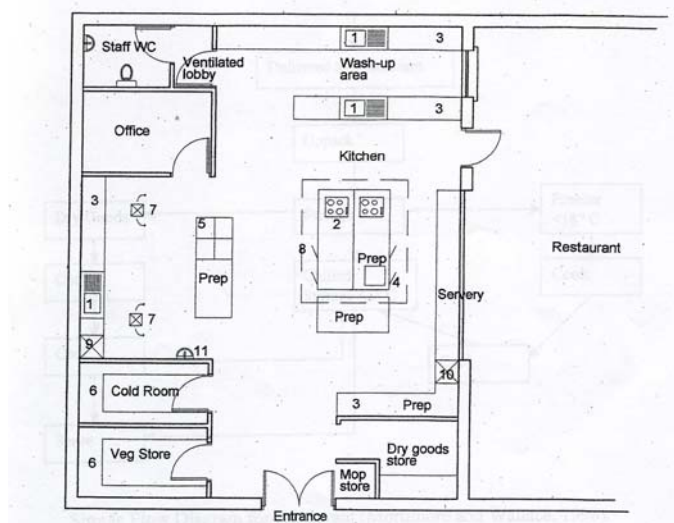 Staff WC
Ventilated
lobby
1
3
Wash-up
area
1
3
Office
Kitchen
3
7
5
2
8
Prep
4
Prep
Restaurant
Servery
1
7
Prep
9
11
10
6
Cold Room
3
Prep
6
Veg Store
Dry goods
store
Mop
store
Entrance